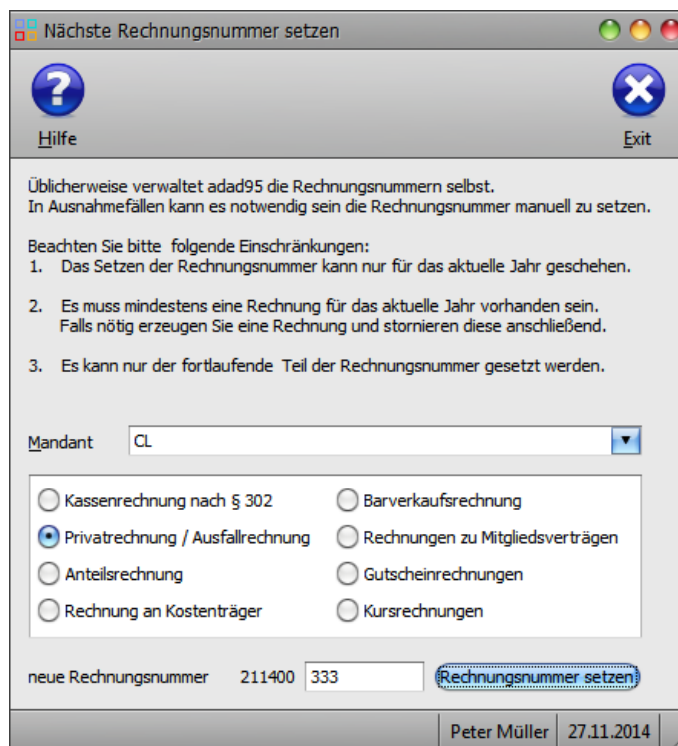 Nächste Rechnungsnummer setzen
Hilfe
Exit
Üblicherweise verwaltet adad95 die Rechnungsnummern selbst.
In Ausnahmefällen kann es notwendig sein die Rechnungsnummer manuell zu setzen.
Beachten Sie bitte folgende Einschränkungen:
1. Das Setzen der Rechnungsnummer kann nur für das aktuelle Jahr geschehen.
2. Es muss mindestens eine Rechnung für das aktuelle Jahr vorhanden sein.
Falls nötig erzeugen Sie eine Rechnung und stornieren diese anschließend.
3. Es kann nur der fortlaufende Teil der Rechnungsnummer gesetzt werden.
Mandant CL
Kassenrechnung nach § 302 Barverkaufsrechnung
Privatrechnung / Ausfallrechnung Rechnungen zu Mitgliedsverträgen
Anteilsrechnung Gutscheinrechnungen
Rechnung an Kostenträger Kursrechnungen
neue Rechnungsnummer 211400 333 Rechnungsnummer setzen
Peter Müller 27.11.2014